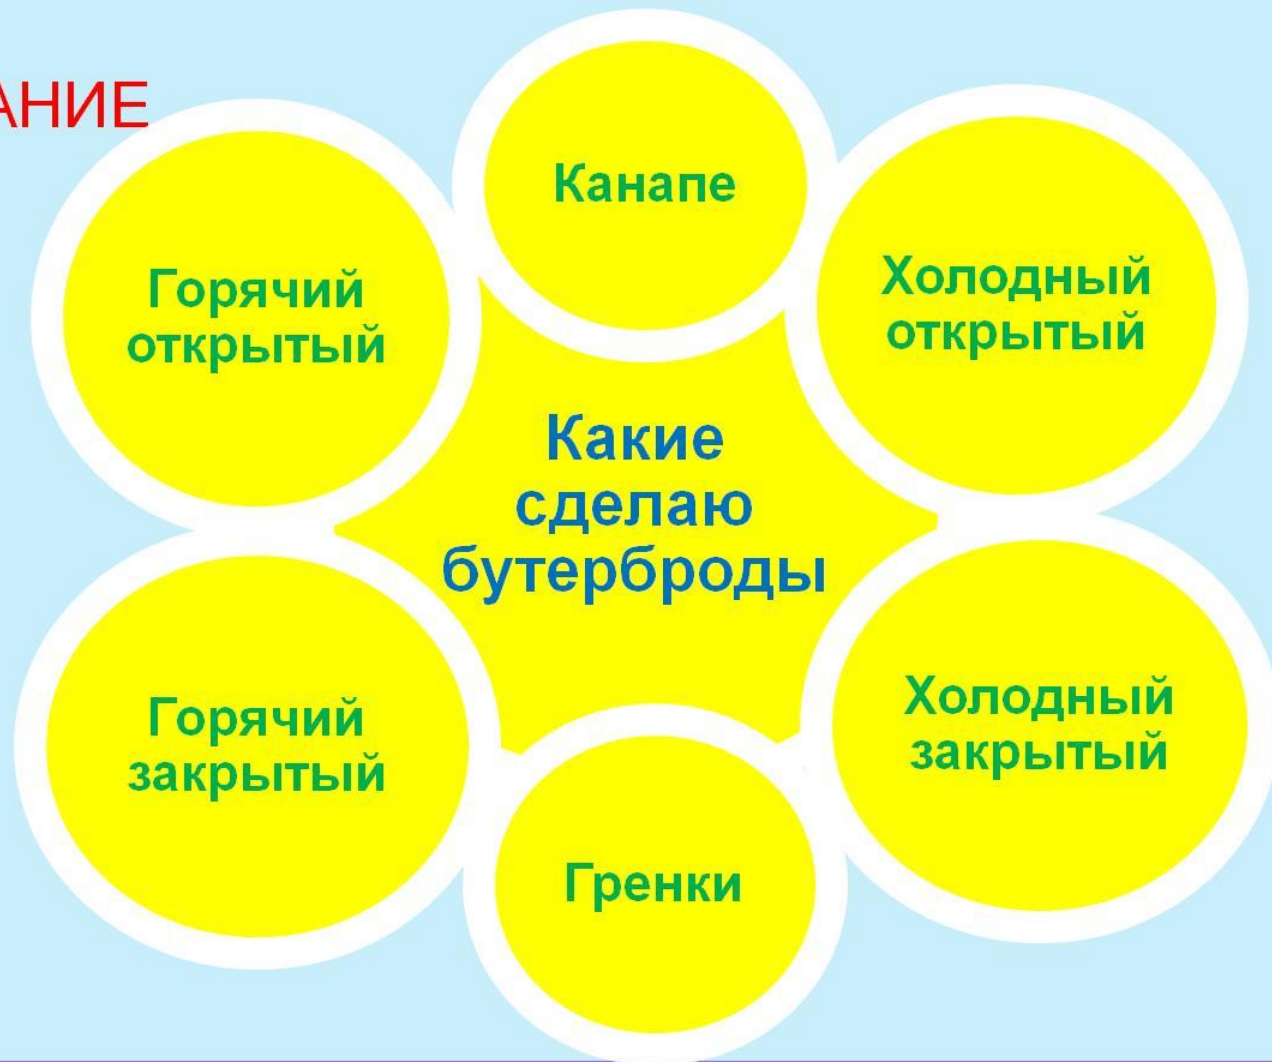 АНИЕ
Канапе
Горячий
открытый
Холодный
открытый
Какие
сделаю
бутерброды
Горячий
закрытый
Холодный
закрытый
Гренки